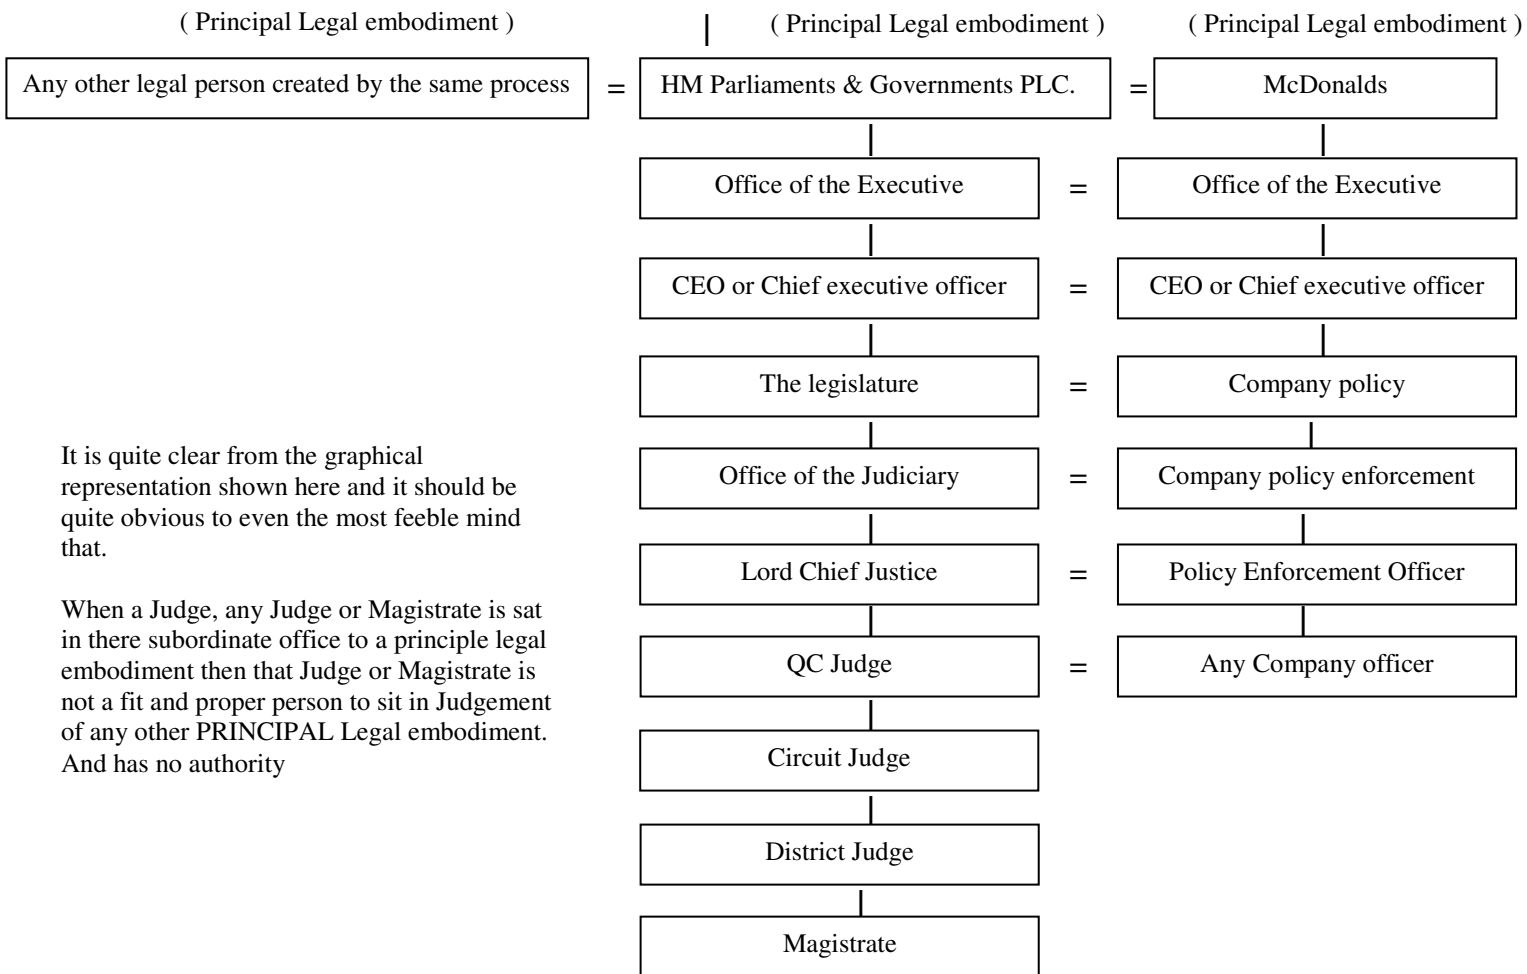 ( Principal Legal embodiment )
( Principal Legal embodiment )
( Principal Legal embodiment )
Any other legal person created by the same process
=
HM Parliaments & Governments PLC.
=
McDonalds
Office of the Executive
=
Office of the Executive
CEO or Chief executive officer
=
CEO or Chief executive officer
The legislature
=
Company policy
Office of the Judiciary
=
Company policy enforcement
Lord Chief Justice
=
Policy Enforcement Officer
QC Judge
=
Any Company officer
Circuit Judge
District Judge
Magistrate
It is quite clear from the graphical
representation shown here and it should be
quite obvious to even the most feeble mind
that.
When a Judge, any Judge or Magistrate is sat
in there subordinate office to a principle legal
embodiment then that Judge or Magistrate is
not a fit and proper person to sit in Judgement
of any other PRINCIPAL Legal embodiment.
And has no authority